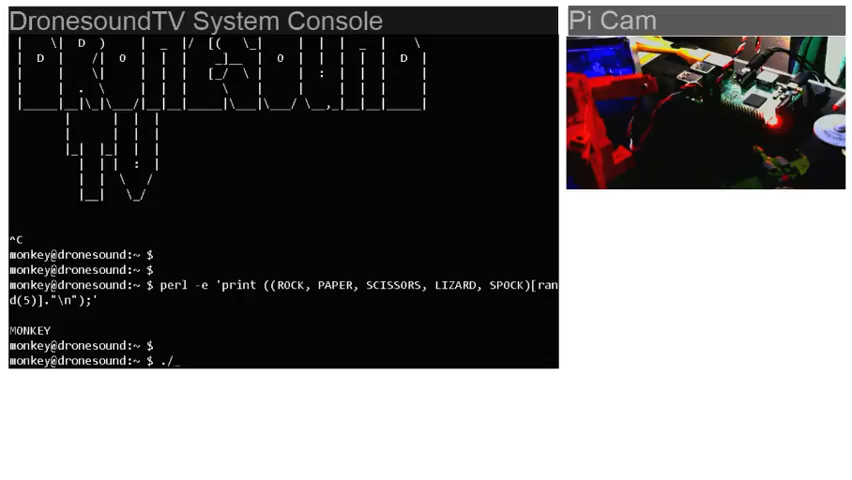 DronesoundTV System Console
Pi Cam
^C
monkey@dronesound:~ $
monkey@dronesound:~ $
monkey@dronesound:~ $ perl -e 'print ((ROCK, PAPER, SCISSORS, LIZARD, SPOCK)[ran
d(5)]."\n");'
MONKEY
monkey@dronesound:~ $
monkey@dronesound:~ $ ./_